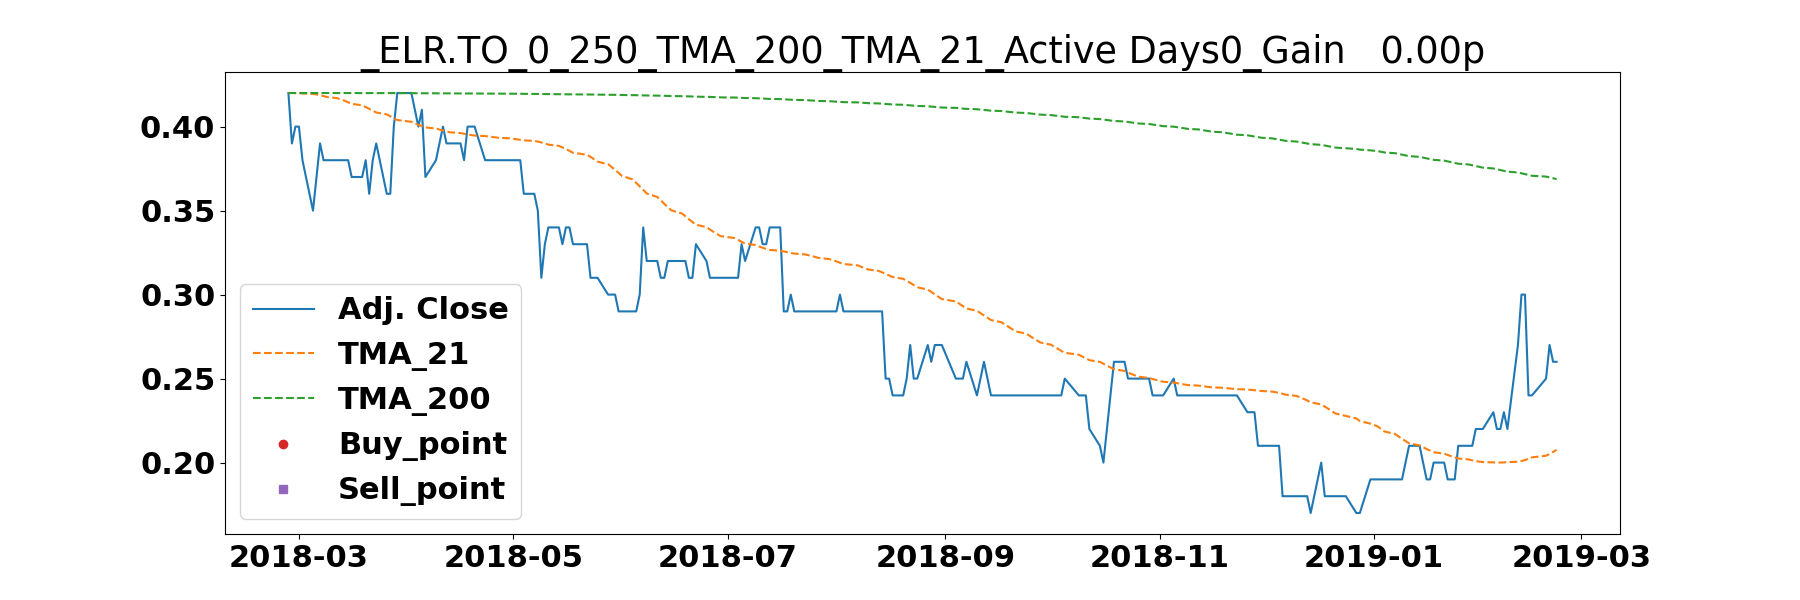 _ELR.TO_0_250_TMA_200_TMA_21_Active Days0_Gain   0.00p
0.40
0.35
0.30
0.25
0.20
Adj. Close
TMA_21
TMA_200
Buy_point
Sell_point
2018-03 2018-05 2018-07 2018-09 2018-11 2019-01 2019-03